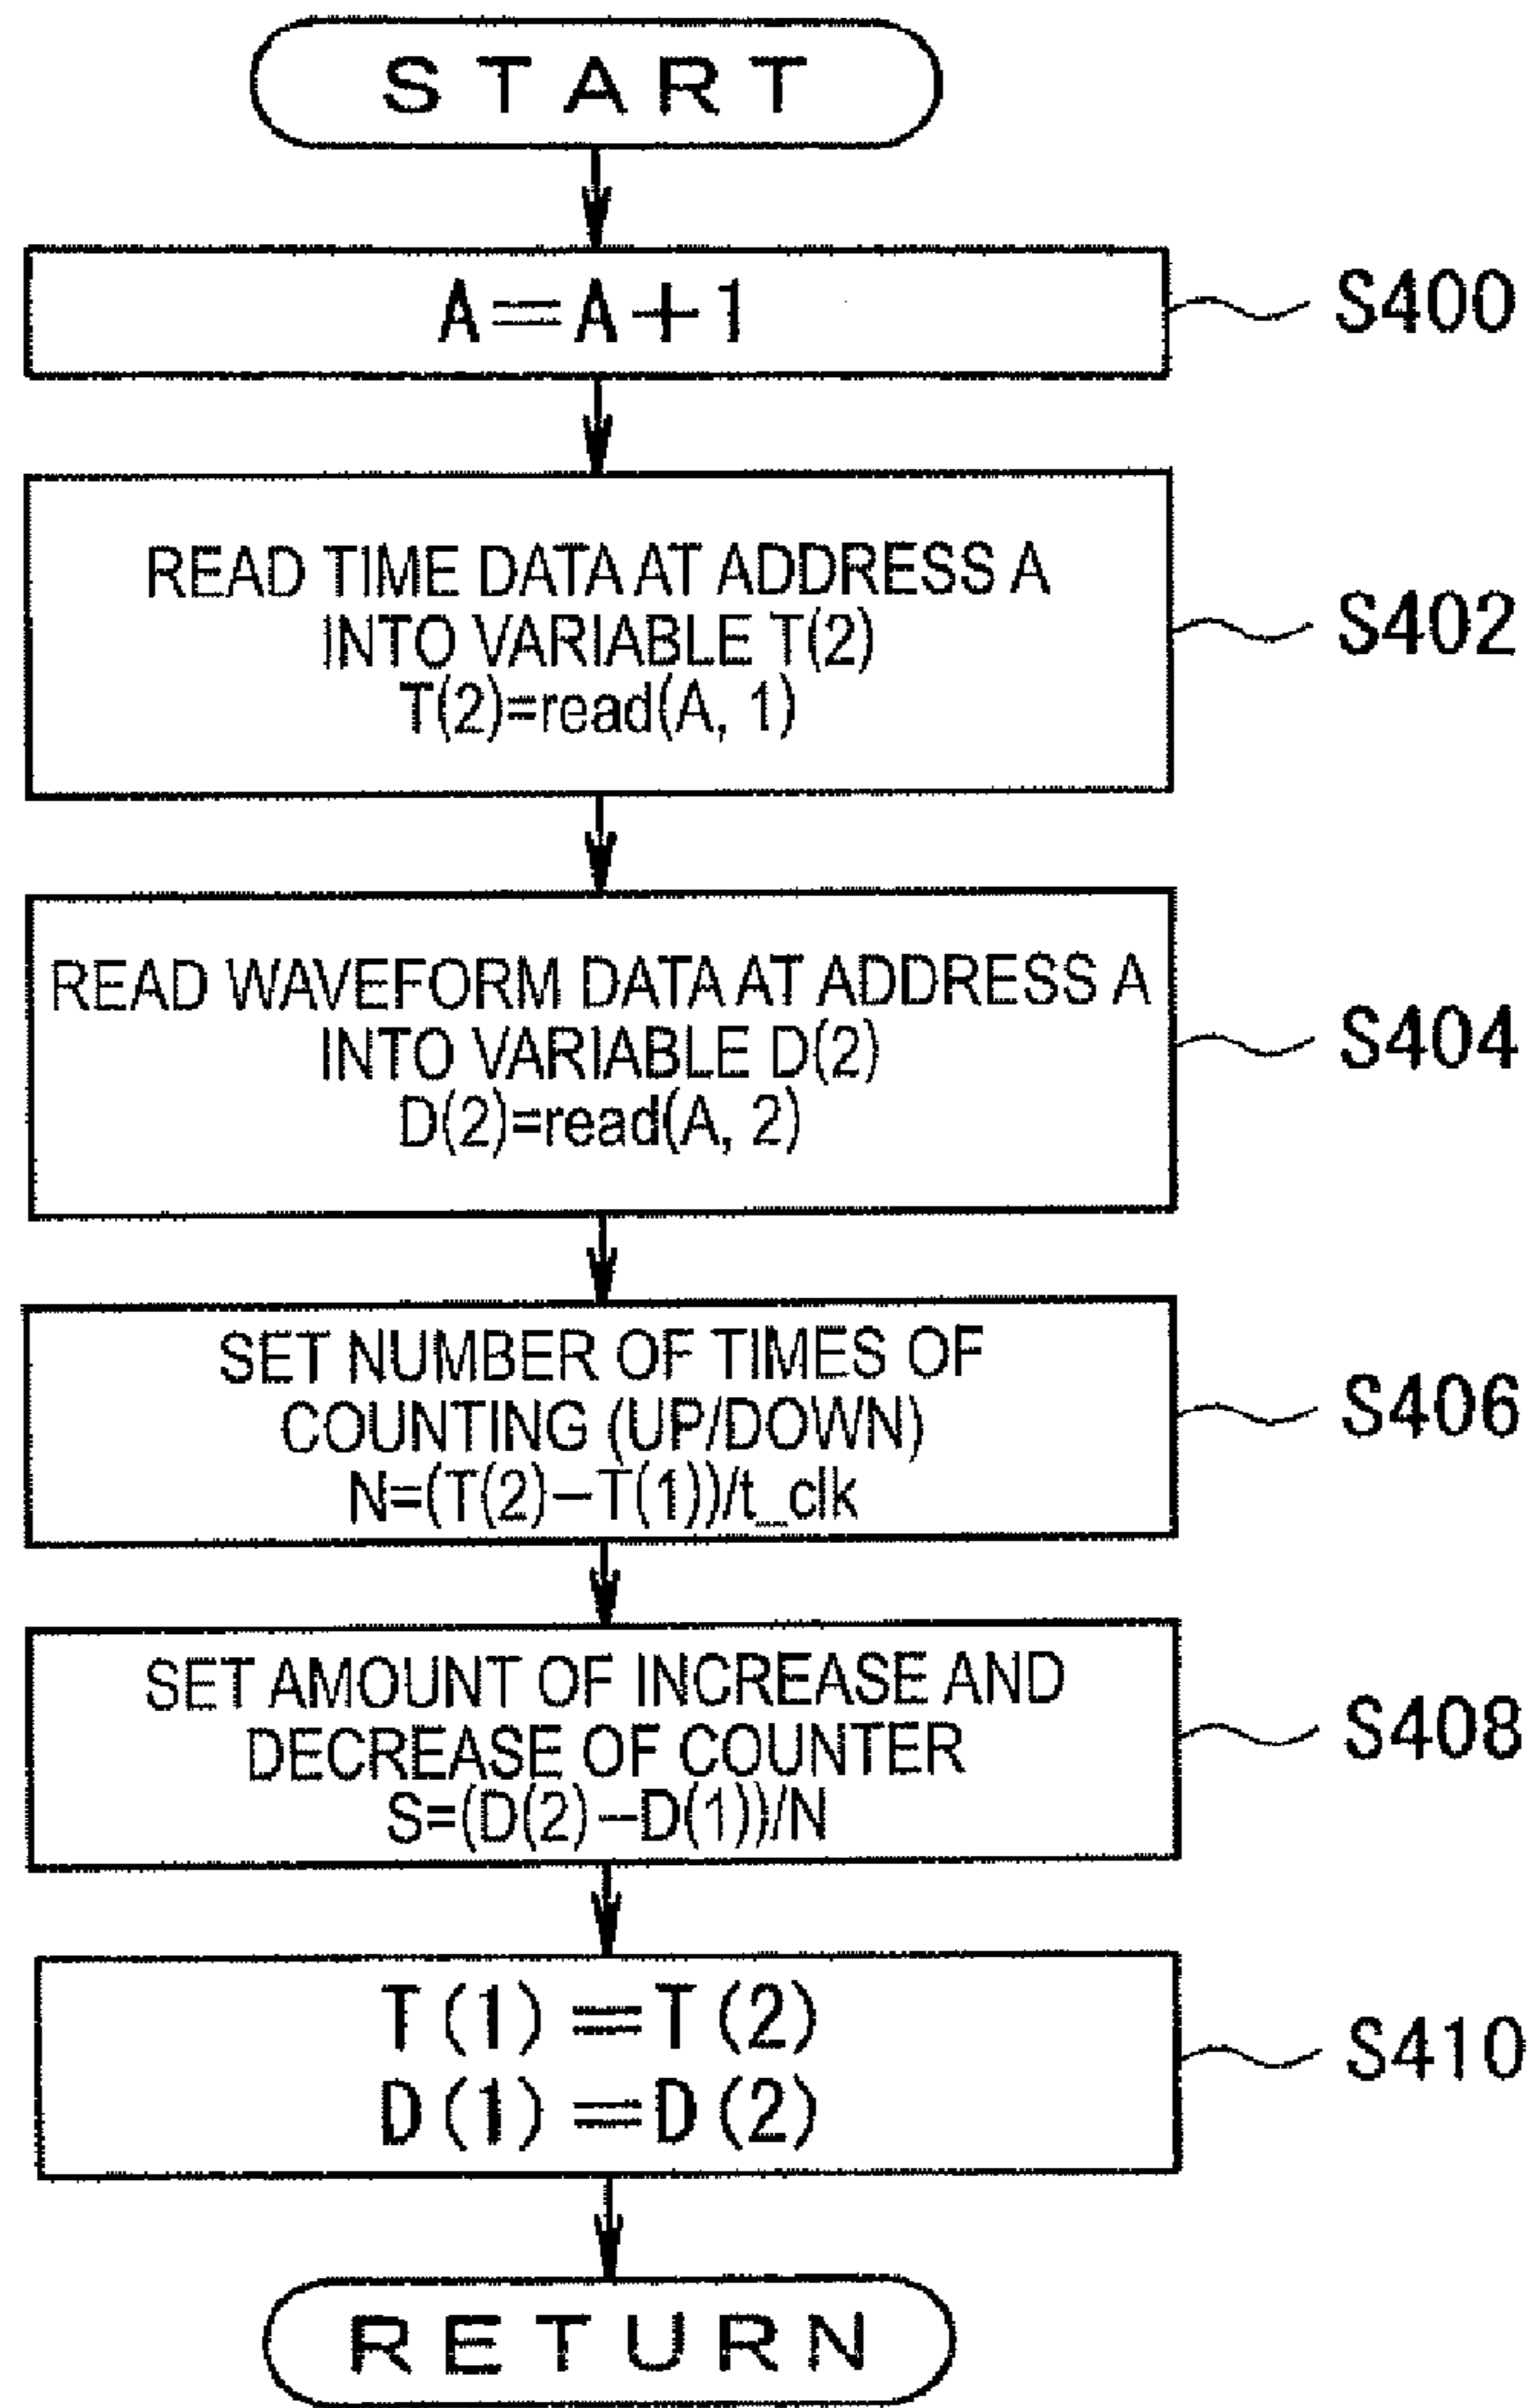 START
A=A+1
S400
READ TIME DATA AT ADDRESS A
INTO VARIABLE T(2)
T(2)=read(A, 1)
S402
READ WAVEFORM DATA AT ADDRESS A
INTO VARIABLE D(2)
D(2)=read(A, 2)
S404
SET NUMBER OF TIMES OF
COUNTING (UP/DOWN)
N=(T(2)−T(1))/t_clk
S406
SET AMOUNT OF INCREASE AND
DECREASE OF COUNTER
S=(D(2)−D(1))/N
S408
T(1)=T(2)
D(1)=D(2)
S410
RETURN